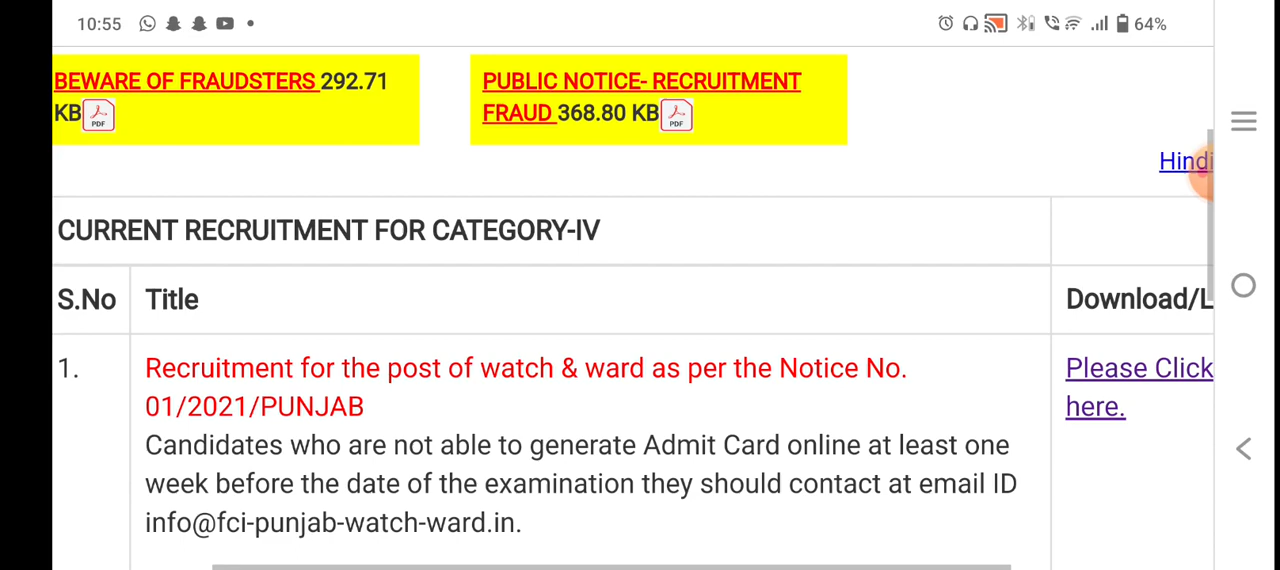 10:55
64%
BEWARE OF FRAUDSTERS 292.71
KB PDF
PUBLIC NOTICE- RECRUITMENT
FRAUD 368.80 KB PDF
Hindi
CURRENT RECRUITMENT FOR CATEGORY-IV
S.No Title Download/L
1. Recruitment for the post of watch & ward as per the Notice No. Please Click
01/2021/PUNJAB here.
Candidates who are not able to generate Admit Card online at least one
week before the date of the examination they should contact at email ID
info@fci-punjab-watch-ward.in.